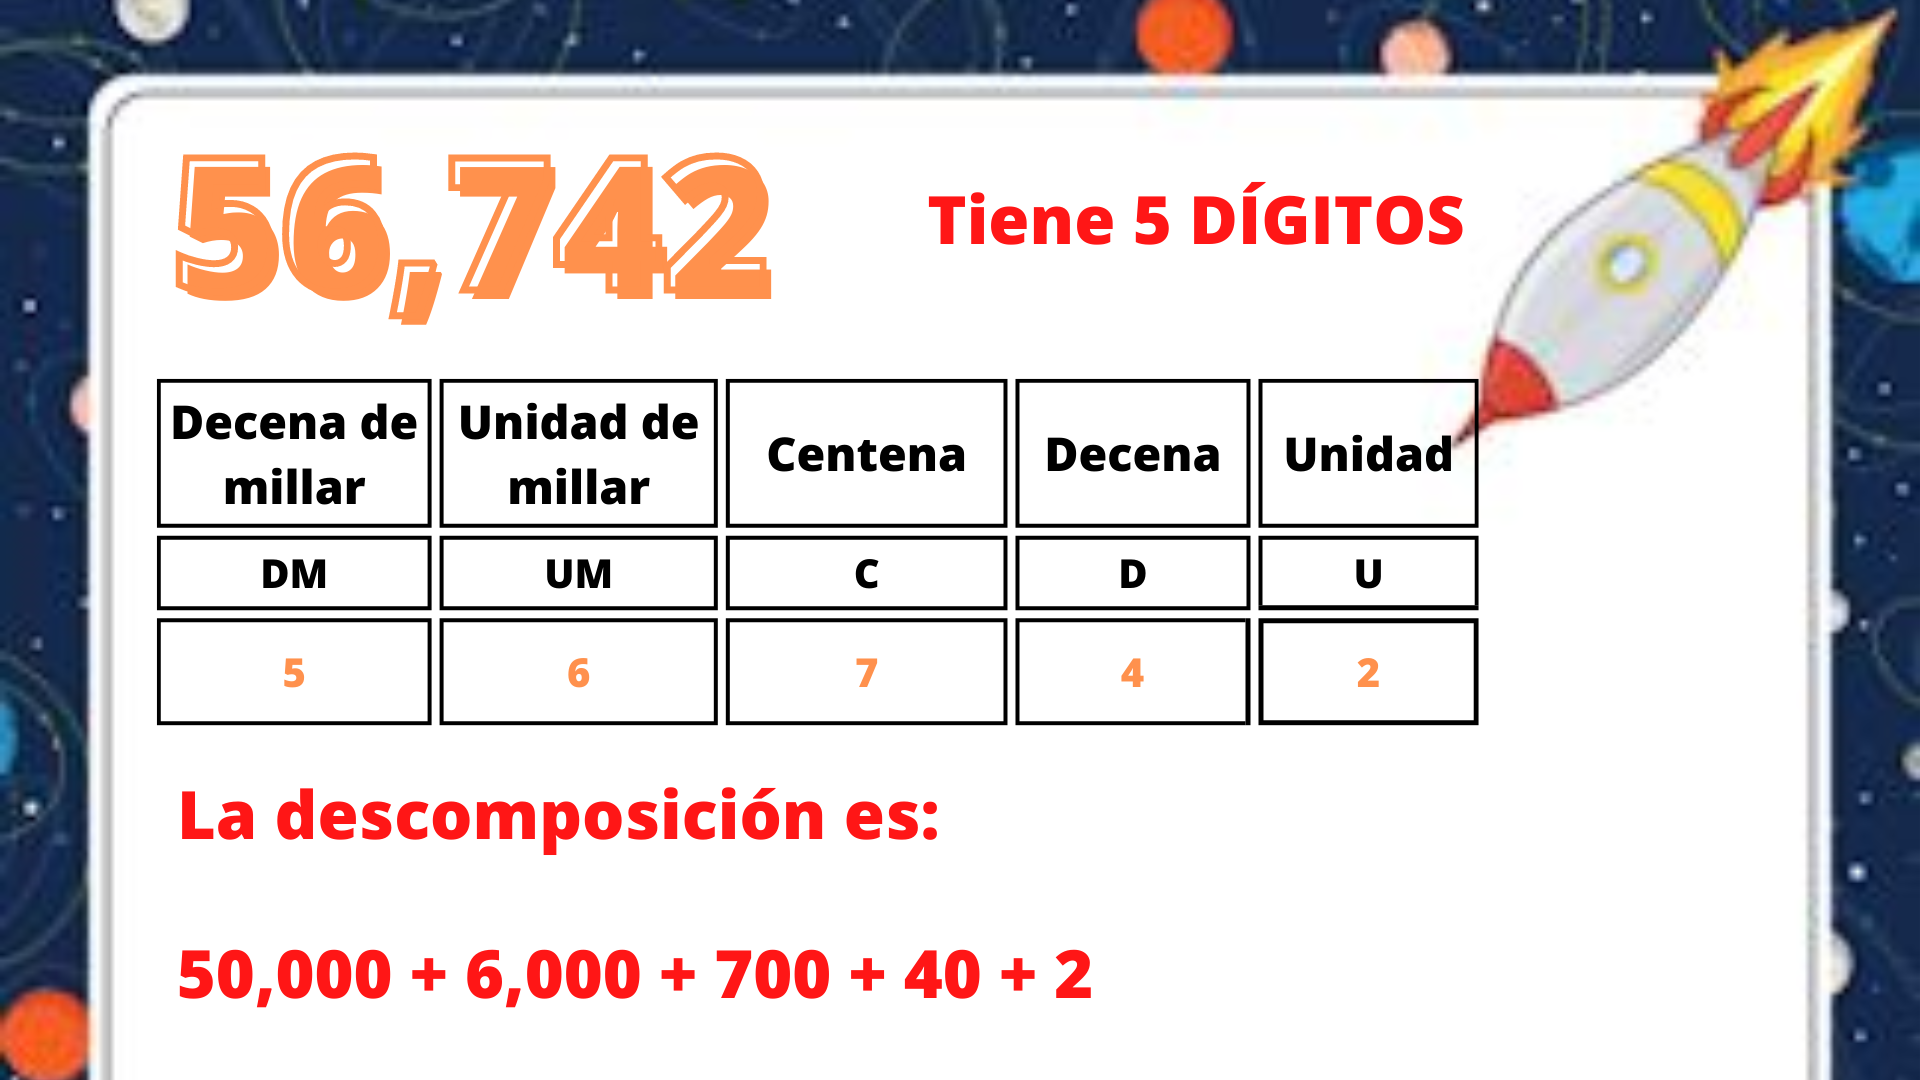 56,742
Tiene 5 DÍGITOS
Decena de millar Unidad de millar Centena Decena Unidad
DM UM C D U
5 6 7 4 2
La descomposición es:
50,000 + 6,000 + 700 + 40 + 2